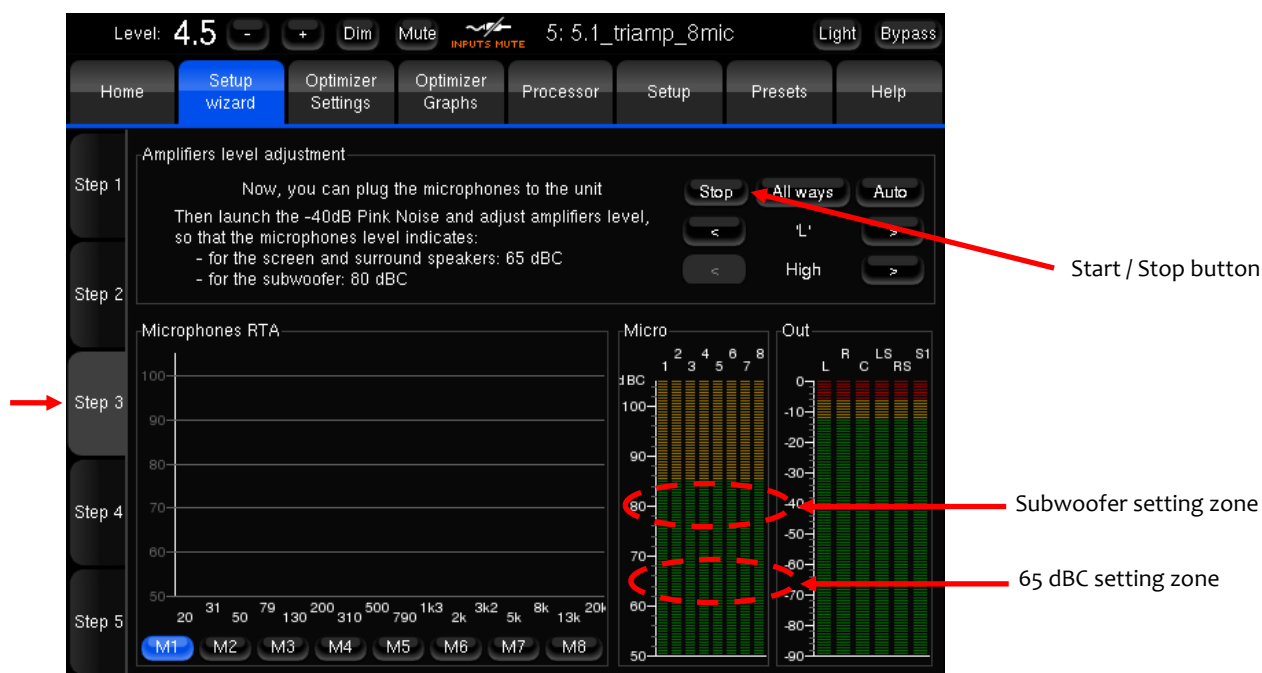 Level: 4.5 - + Dim Mute INPUTS MUTE 5: 5.1_triamp_8mic Light Bypass
Home Setup wizard Optimizer Settings Optimizer Graphs Processor Setup Presets Help
Step 1
Step 2
Step 3
Step 4
Step 5
Amplifiers level adjustment
Now, you can plug the microphones to the unit
Then launch the -40dB Pink Noise and adjust amplifiers level,
so that the microphones level indicates:
- for the screen and surround speakers: 65 dBC
- for the subwoofer: 80 dBC
Stop All ways Auto
< 'L' >
< High >
Start / Stop button
Microphones RTA
100
90
80
70
60
50
20 31 50 79 130 200 310 500 790 1k3 2k 3k2 5k 8k 13k 20k
M1 M2 M3 M4 M5 M6 M7 M8
Micro
1 2 3 4 5 6 7 8
dBC
100
90
80
70
60
50
Out
L R C LS RS S1
0
-10
-20
-30
-40
-50
-60
-70
-80
-90
Subwoofer setting zone
65 dBC setting zone